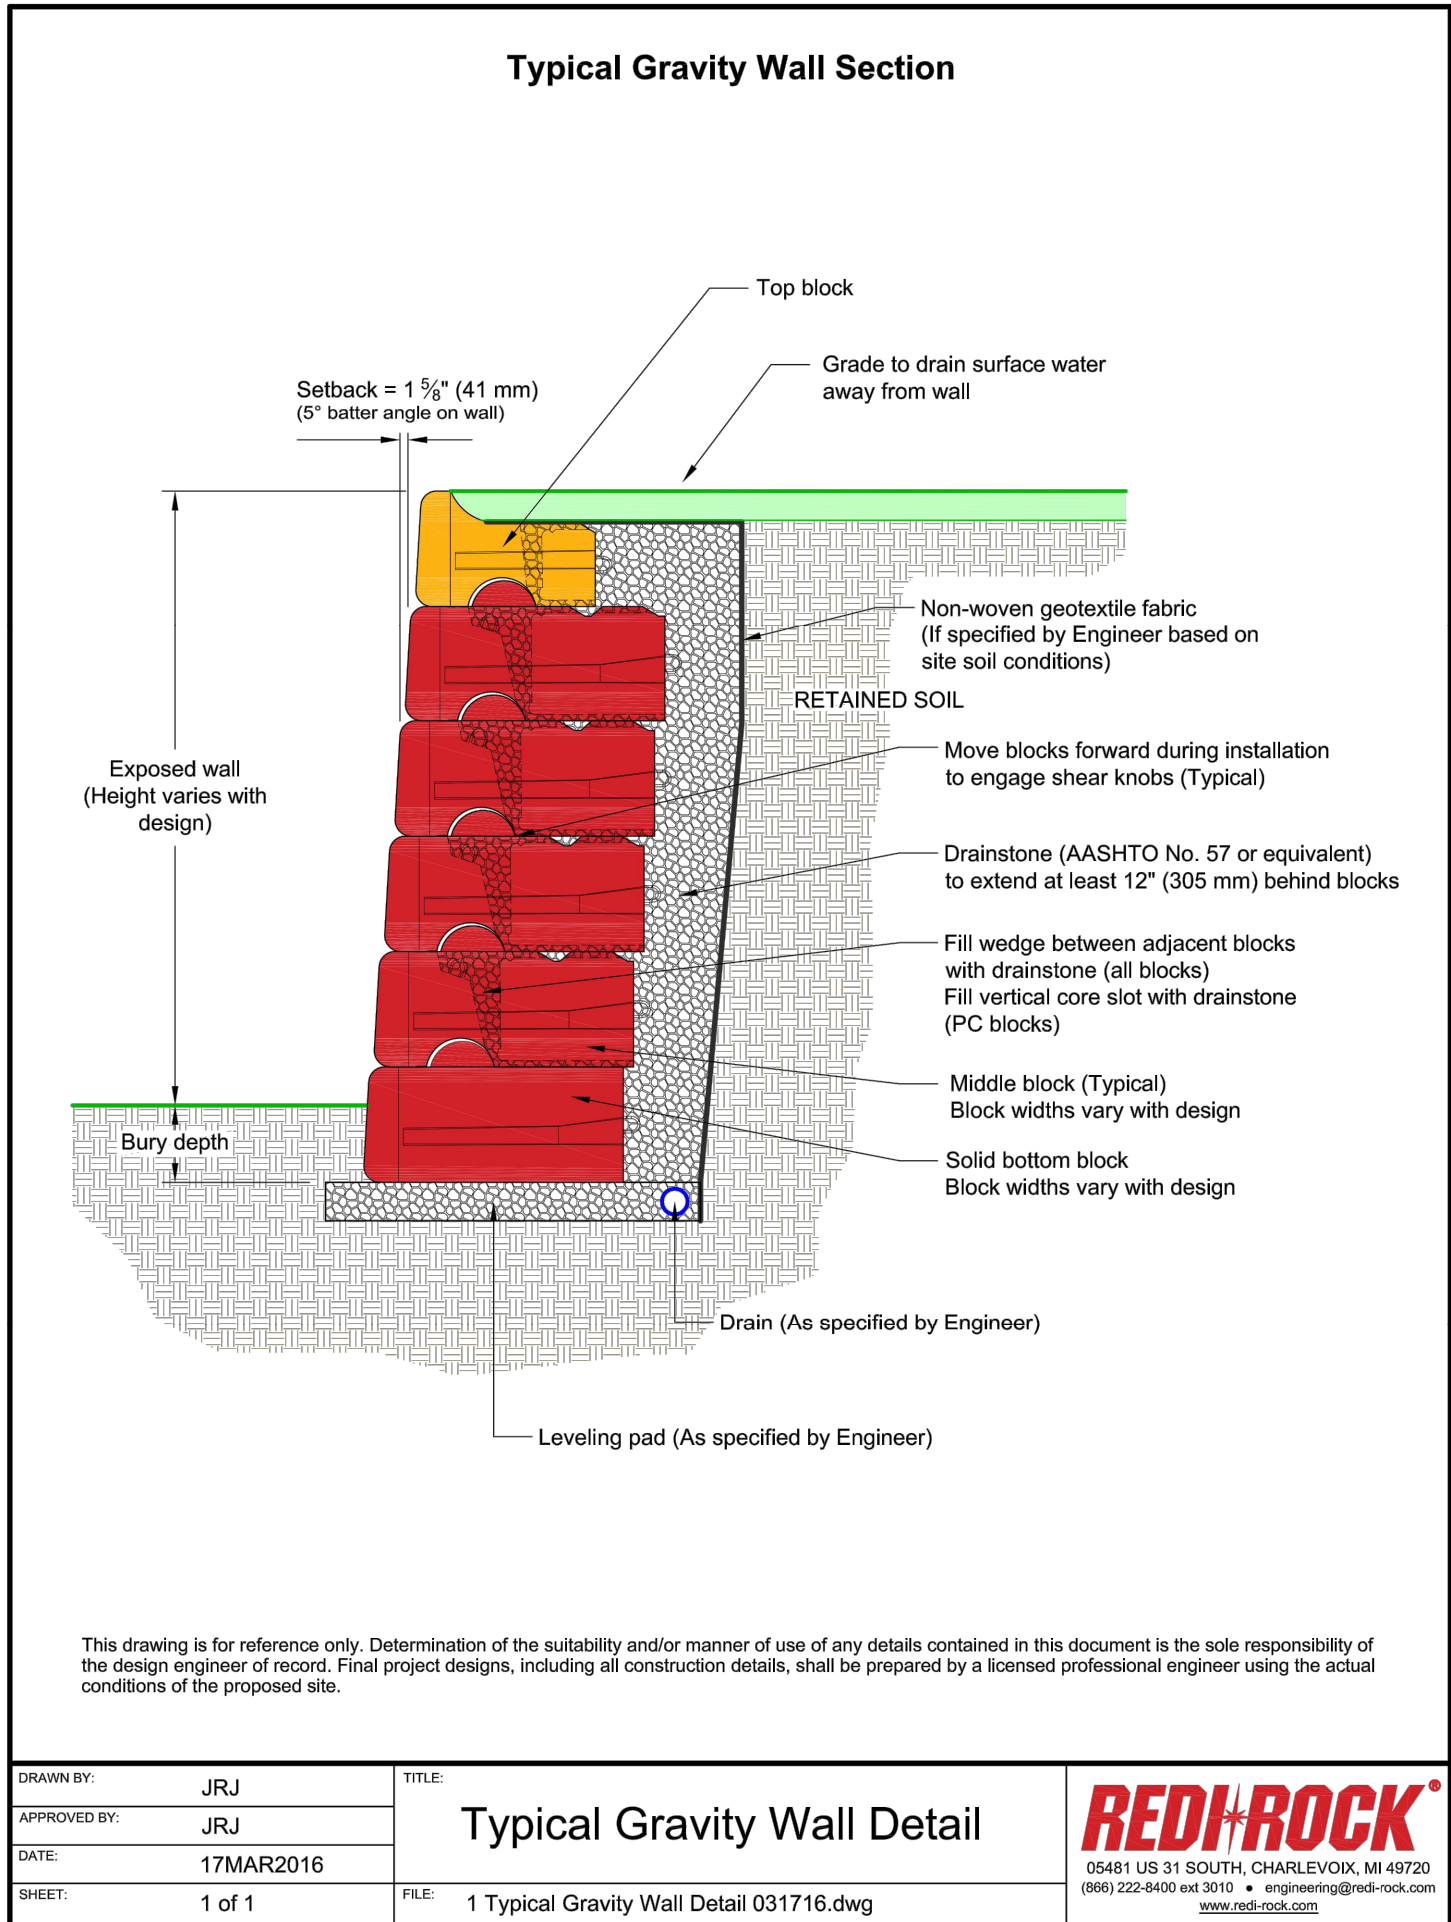 Typical Gravity Wall Section
Top block
Grade to drain surface water
away from wall
Setback = 1 ⅝" (41 mm)
(5° batter angle on wall)
Non-woven geotextile fabric
(If specified by Engineer based on
site soil conditions)
RETAINED SOIL
Move blocks forward during installation
to engage shear knobs (Typical)
Exposed wall
(Height varies with
design)
Drainstone (AASHTO No. 57 or equivalent)
to extend at least 12" (305 mm) behind blocks
Fill wedge between adjacent blocks
with drainstone (all blocks)
Fill vertical core slot with drainstone
(PC blocks)
Middle block (Typical)
Block widths vary with design
Bury depth
Solid bottom block
Block widths vary with design
Drain (As specified by Engineer)
Leveling pad (As specified by Engineer)
This drawing is for reference only. Determination of the suitability and/or manner of use of any details contained in this document is the sole responsibility of
the design engineer of record. Final project designs, including all construction details, shall be prepared by a licensed professional engineer using the actual
conditions of the proposed site.
DRAWN BY: JRJ
APPROVED BY: JRJ
DATE: 17MAR2016
SHEET: 1 of 1
TITLE:
Typical Gravity Wall Detail
FILE: 1 Typical Gravity Wall Detail 031716.dwg
REDI-ROCK®
05481 US 31 SOUTH, CHARLEVOIX, MI 49720
(866) 222-8400 ext 3010 • engineering@redi-rock.com
www.redi-rock.com